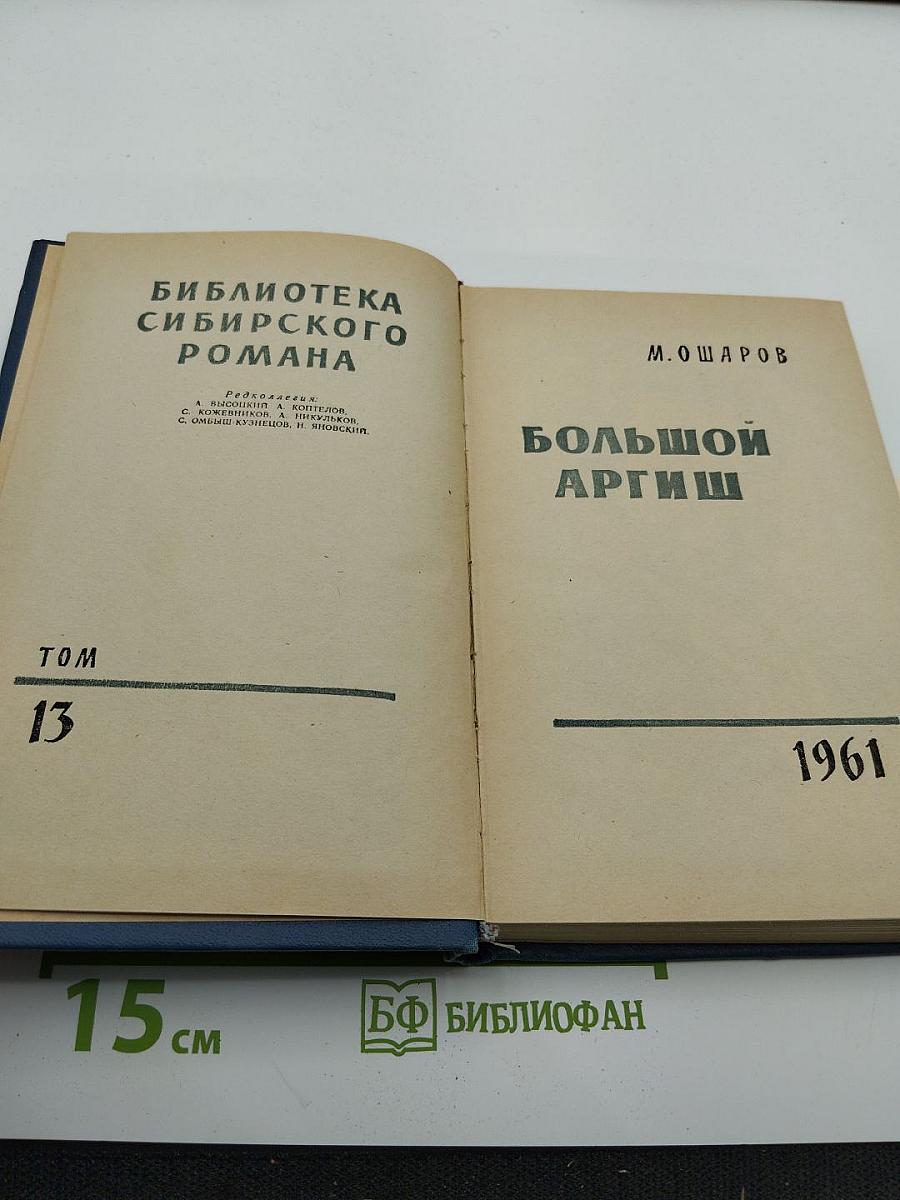 БИБЛИОТЕКА
СИБИРСКОГО
РОМАНА
Редколлегия:
А. ВЫСОЦКИЙ А. КОПТЕЛОВ,
С. КОЖЕВНИКОВ, А. НИКУЛЬКОВ,
С. ОМБЫШ-КУЗНЕЦОВ, Н. ЯНОВСКИЙ.
ТОМ
13
М. ОШАРОВ
БОЛЬШОЙ
АРГИШ
1961
15 см
БФ БИБЛИОФАН